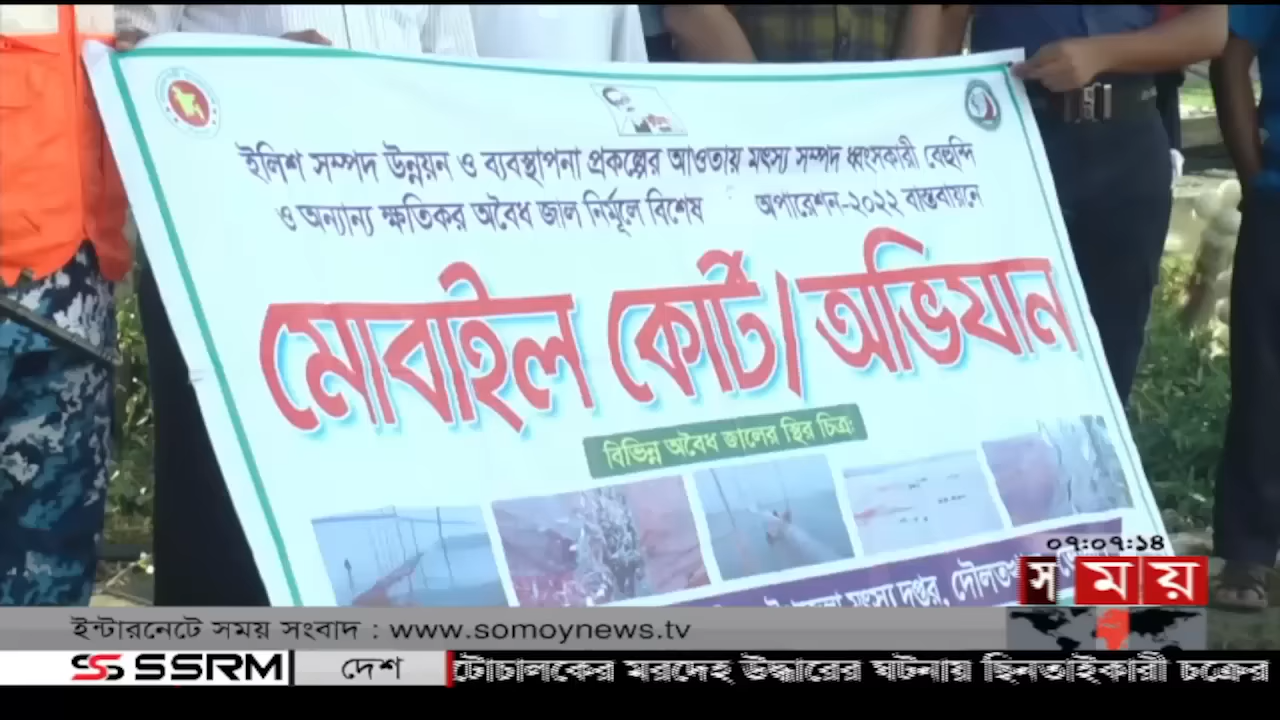 ইলিশ সম্পদ উন্নয়ন ও ব্যবস্থাপনা প্রকল্পের আওতায় মৎস্য সম্পদ ধ্বংসকারী বেহুন্দি
ও অন্যান্য ক্ষতিকর অবৈধ জাল নির্মূলে বিশেষ অপারেশন-২০২২ বাস্তবায়নে
মোবাইল কোর্ট/অভিযান
বিভিন্ন অবৈধ জালের স্থির চিত্র:
মৎস্য দপ্তর, দৌলতখান
০৭:০৭:১৪
সময়
ইন্টারনেটে সময় সংবাদ : www.somoynews.tv
SSRM
দেশ
টোচালকের মরদেহ উদ্ধারের ঘটনায় ছিনতাইকারী চক্রের